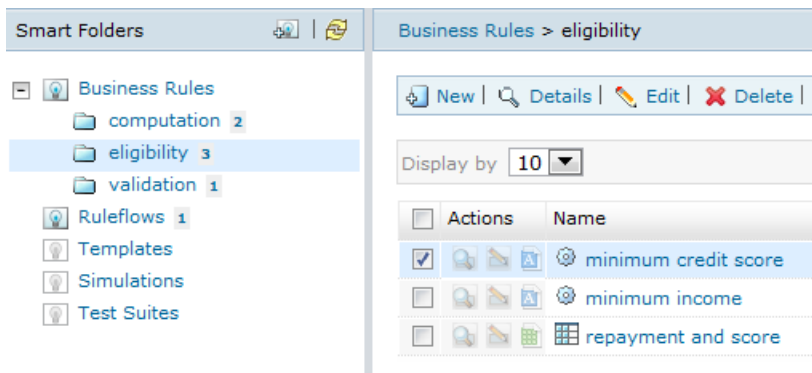 Smart Folders
Business Rules
computation 2
eligibility 3
validation 1
Ruleflows 1
Templates
Simulations
Test Suites
Business Rules > eligibility
New | Details | Edit | Delete |
Display by 10
Actions Name
minimum credit score
minimum income
repayment and score